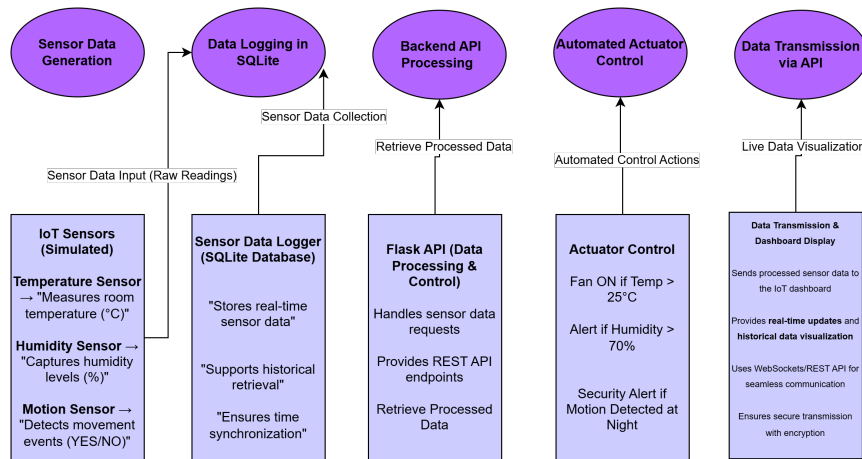 Sensor Data
Generation
Data Logging in
SQLite
Backend API
Processing
Automated Actuator
Control
Data Transmission
via API
Sensor Data Collection
Retrieve Processed Data
Live Data Visualization
Automated Control Actions
Sensor Data Input (Raw Readings)
IoT Sensors
(Simulated)
Temperature Sensor
→ "Measures room
temperature (°C)"
Humidity Sensor →
"Captures humidity
levels (%)"
Motion Sensor →
"Detects movement
events (YES/NO)"
Sensor Data Logger
(SQLite Database)
"Stores real-time
sensor data"
"Supports historical
retrieval"
"Ensures time
synchronization"
Flask API (Data
Processing &
Control)
Handles sensor data
requests
Provides REST API
endpoints
Retrieve Processed
Data
Actuator Control
Fan ON if Temp >
25°C
Alert if Humidity >
70%
Security Alert if
Motion Detected at
Night
Data Transmission &
Dashboard Display
Sends processed sensor data to
the IoT dashboard
Provides real-time updates and
historical data visualization
Uses WebSockets/REST API for
seamless communication
Ensures secure transmission
with encryption